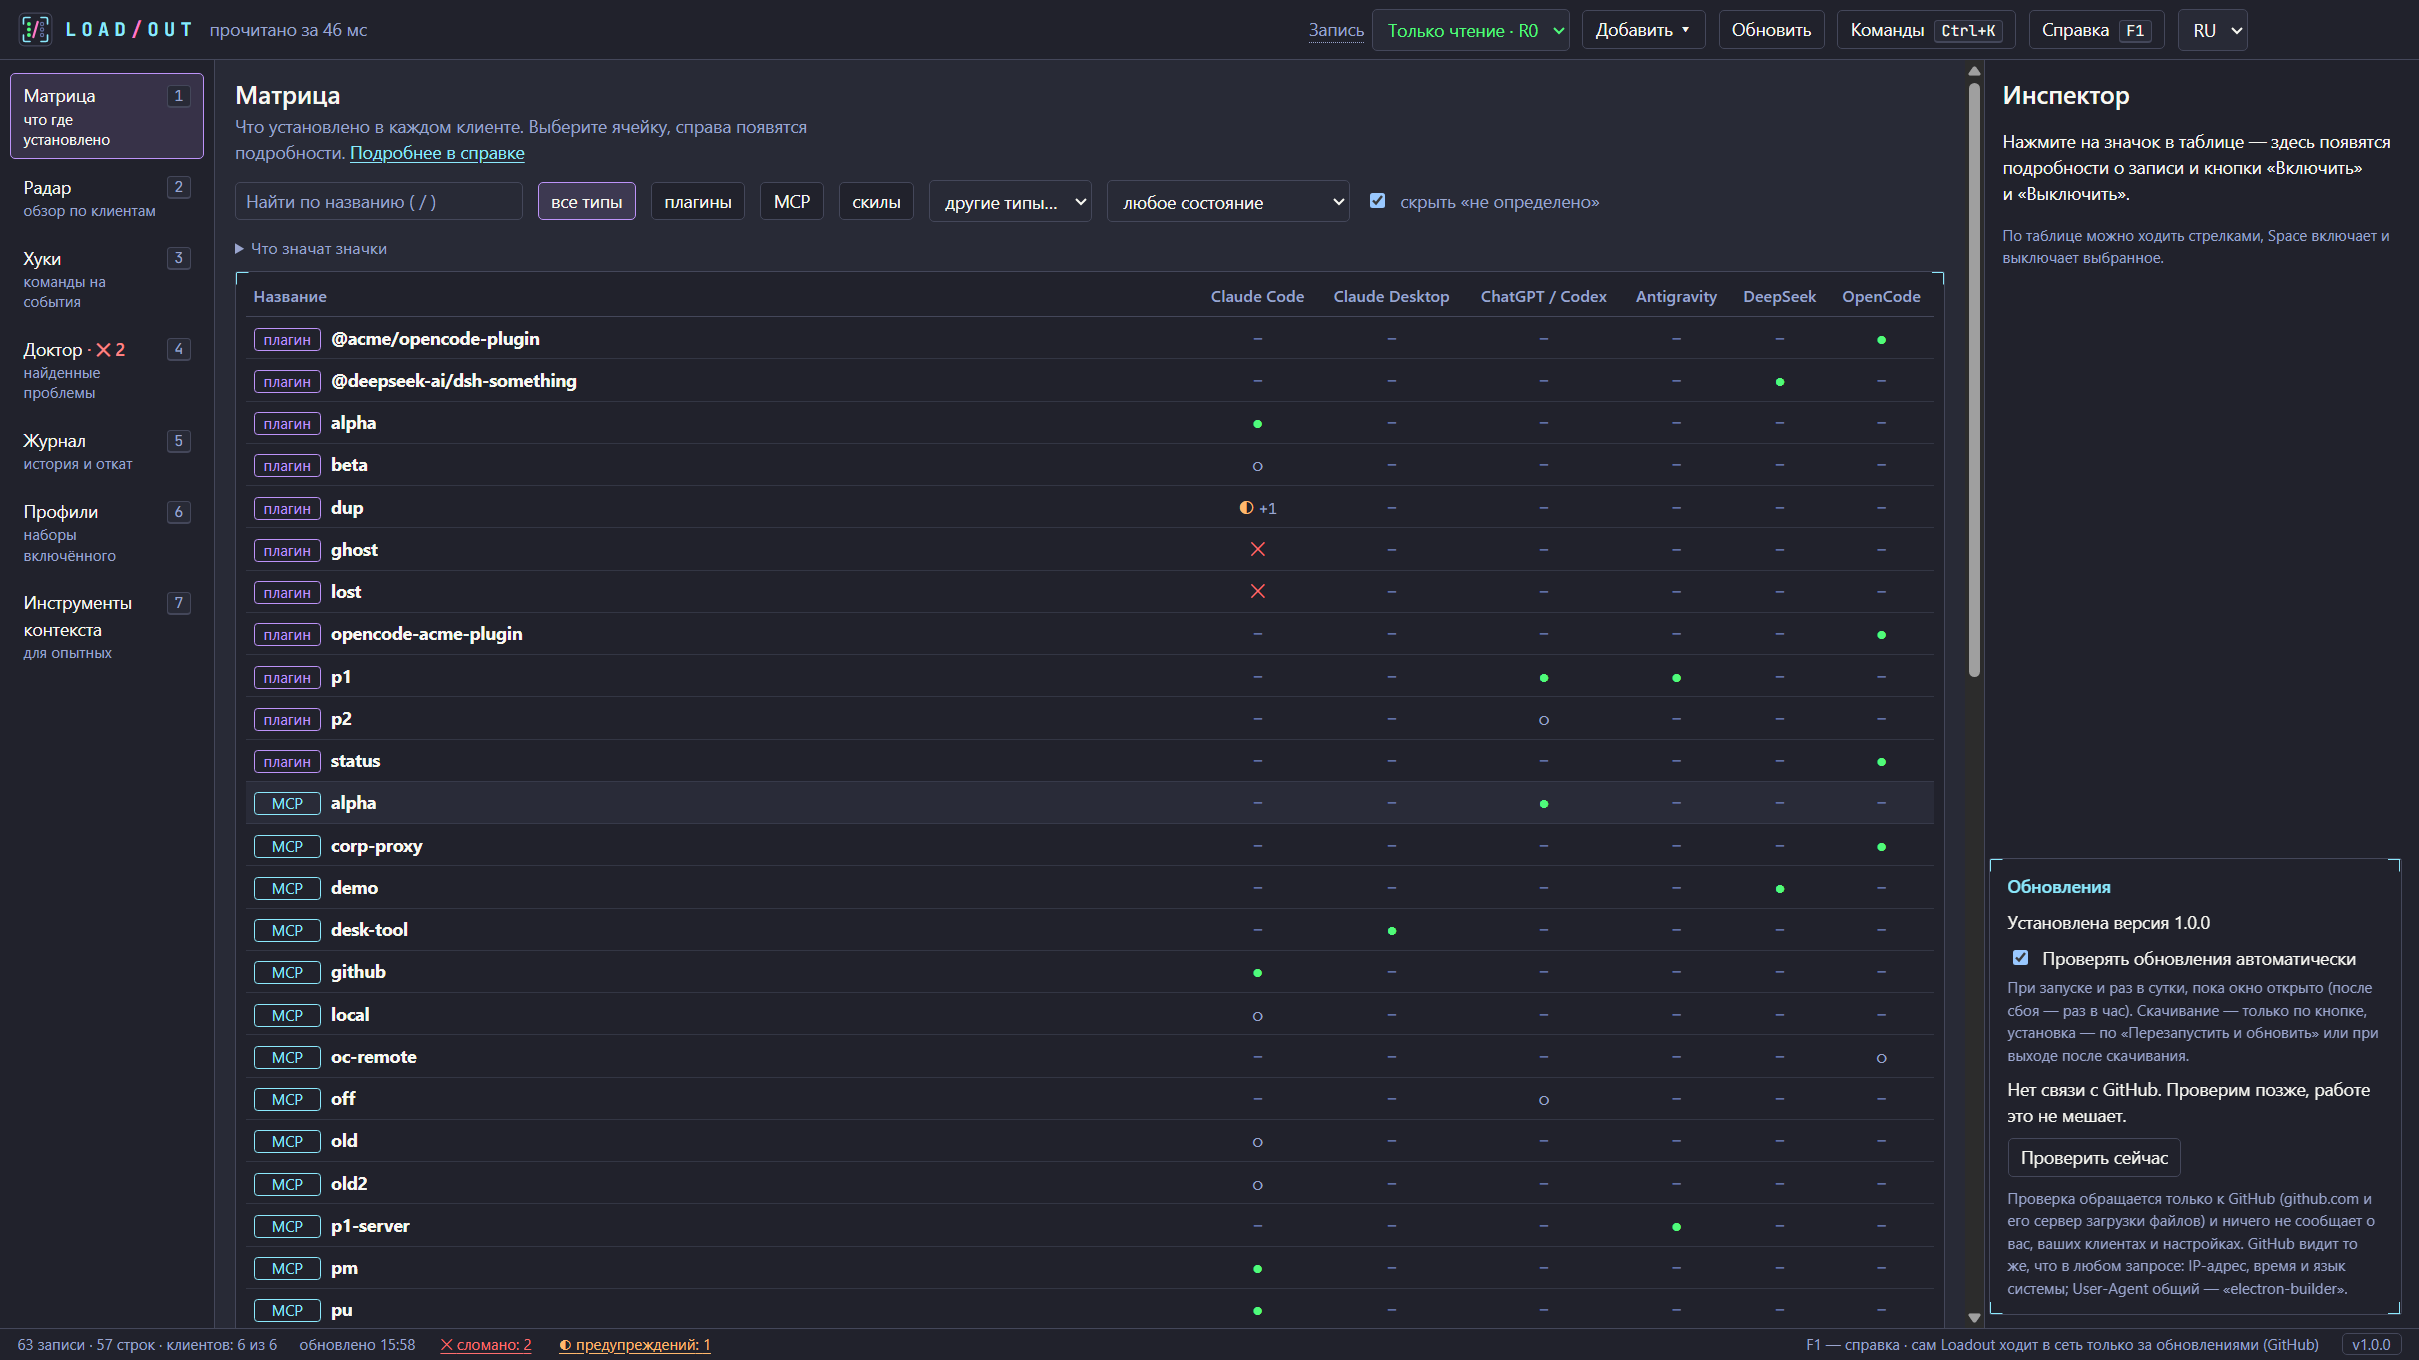 LOAD/OUT прочитано за 46 мс Запись Только чтение · R0 Добавить ▾ Обновить Команды Ctrl+K Справка F1 RU
Матрица 1
что где
установлено
Радар 2
обзор по клиентам
Хуки 3
команды на
события
Доктор · ✕ 2 4
найденные
проблемы
Журнал 5
история и откат
Профили 6
наборы
включённого
Инструменты 7
контекста
для опытных
Матрица
Что установлено в каждом клиенте. Выберите ячейку, справа появятся
подробности. Подробнее в справке
Найти по названию ( / ) все типы плагины MCP скилы другие типы... любое состояние скрыть «не определено»
▶ Что значат значки
Название Claude Code Claude Desktop ChatGPT / Codex Antigravity DeepSeek OpenCode
плагин @acme/opencode-plugin – – – – – ●
плагин @deepseek-ai/dsh-something – – – – ● –
плагин alpha ● – – – – –
плагин beta ○ – – – – –
плагин dup ◐ +1 – – – – –
плагин ghost ✕ – – – – –
плагин lost ✕ – – – – –
плагин opencode-acme-plugin – – – – – ●
плагин p1 – – ● ● – –
плагин p2 – – ○ – – –
плагин status – – – – – ●
MCP alpha – – ● – – –
MCP corp-proxy – – – – – ●
MCP demo – – – – ● –
MCP desk-tool – ● – – – –
MCP github ● – – – – –
MCP local ○ – – – – –
MCP oc-remote – – – – – ○
MCP off – – ○ – – –
MCP old ○ – – – – –
MCP old2 ○ – – – – –
MCP p1-server – – – ● – –
MCP pm ● – – – – –
MCP pu ● – – – – –
Инспектор
Нажмите на значок в таблице — здесь появятся
подробности о записи и кнопки «Включить»
и «Выключить».
По таблице можно ходить стрелками, Space включает и
выключает выбранное.
Обновления
Установлена версия 1.0.0
Проверять обновления автоматически
При запуске и раз в сутки, пока окно открыто (после
сбоя — раз в час). Скачивание — только по кнопке,
установка — по «Перезапустить и обновить» или при
выходе после скачивания.
Нет связи с GitHub. Проверим позже, работе
это не мешает.
Проверить сейчас
Проверка обращается только к GitHub (github.com и
его сервер загрузки файлов) и ничего не сообщает о
вас, ваших клиентах и настройках. GitHub видит то
же, что в любом запросе: IP-адрес, время и язык
системы; User-Agent общий — «electron-builder».
63 записи · 57 строк · клиентов: 6 из 6 обновлено 15:58 ✕ сломано: 2 ◐ предупреждений: 1 F1 — справка · сам Loadout ходит в сеть только за обновлениями (GitHub) v1.0.0